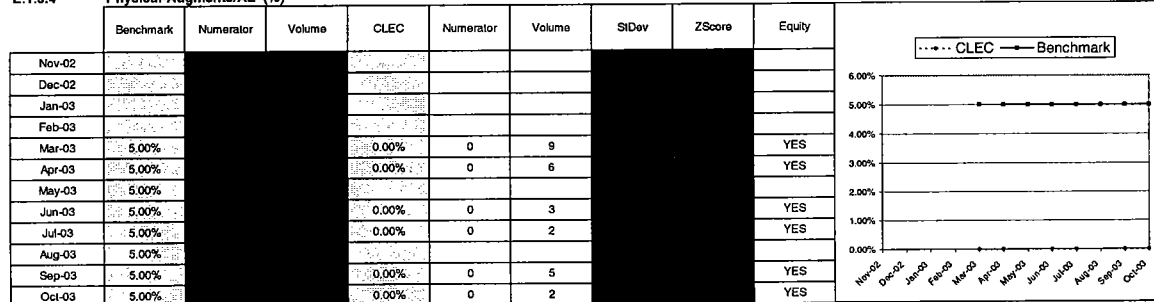 E.1.3.4 Physical Augments/AL (%)
Benchmark Numerator Volume CLEC Numerator Volume StDev ZScore Equity
Nov-02
Dec-02
Jan-03
Feb-03
Mar-03 5.00% 0.00% 0 9 YES
Apr-03 5.00% 0.00% 0 6 YES
May-03 5.00%
Jun-03 5.00% 0.00% 0 3 YES
Jul-03 5.00% 0.00% 0 2 YES
Aug-03 5.00%
Sep-03 5.00% 0.00% 0 5 YES
Oct-03 5.00% 0.00% 0 2 YES
CLEC Benchmark
6.00%
5.00%
4.00%
3.00%
2.00%
1.00%
0.00%
Nov-02 Dec-02 Jan-03 Feb-03 Mar-03 Apr-03 May-03 Jun-03 Jul-03 Aug-03 Sep-03 Oct-03